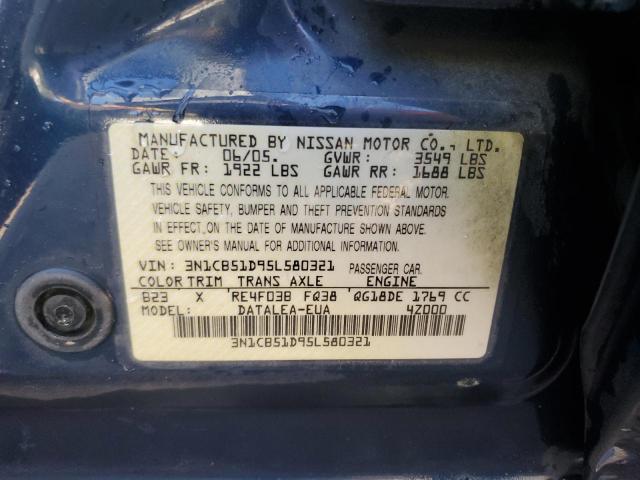 MANUFACTURED BY NISSAN MOTOR CO., LTD.
DATE: 06/05. GVWR: 3549 LBS
GAWR FR: 1922 LBS GAWR RR: 1688 LBS
THIS VEHICLE CONFORMS TO ALL APPLICABLE FEDERAL MOTOR.
VEHICLE SAFETY, BUMPER AND THEFT PREVENTION STANDARDS
IN EFFECT, ON THE DATE OF MANUFACTURE SHOWN ABOVE.
SEE OWNER'S MANUAL FOR ADDITIONAL INFORMATION.
VIN: 3N1CB51D95L580321 PASSENGER CAR.
COLOR TRIM TRANS AXLE ENGINE
B23 X RE4F03B FQ38 QG18DE 1769 CC
MODEL: DATALEA-EUA 4Z000
3N1CB51D95L580321